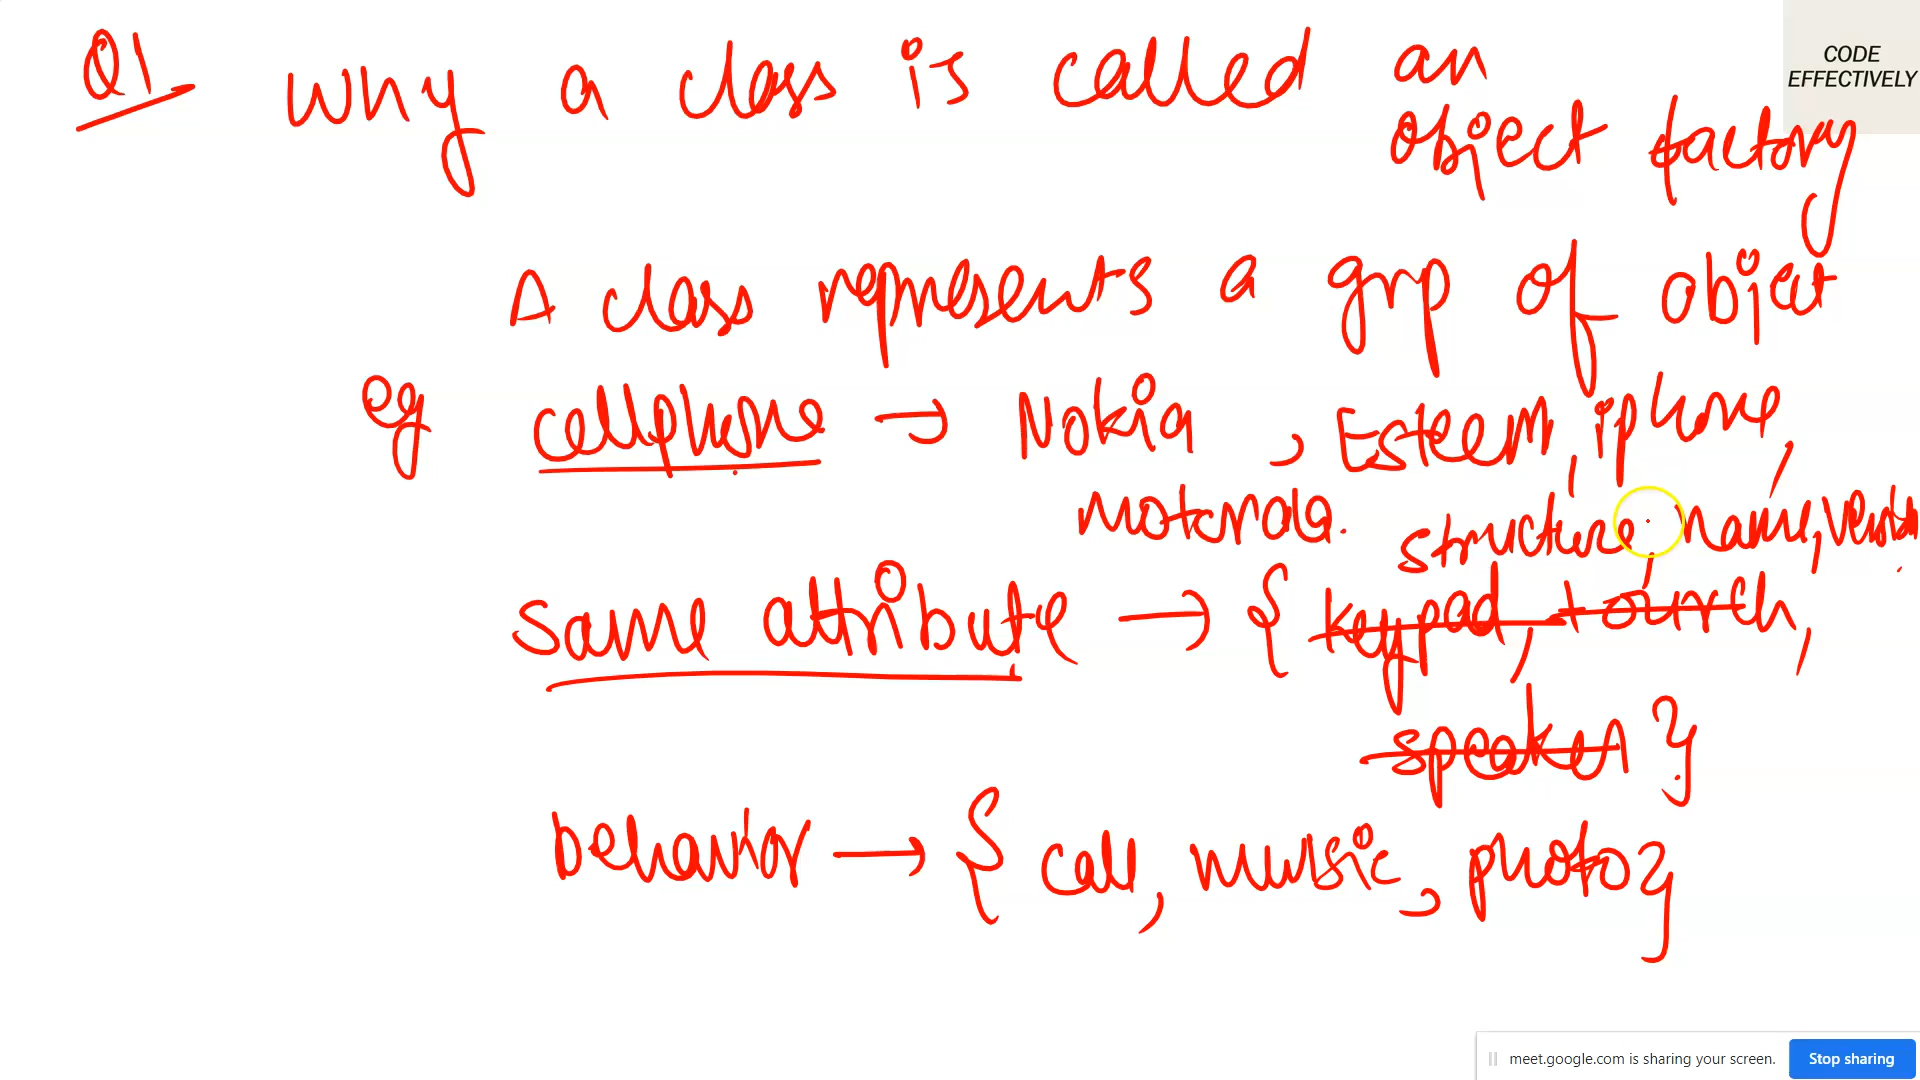 Q1 Why a class is called an
object factory
CODE
EFFECTIVELY
A class represents a grp of object
eg cellphone → Nokia, Esteem, iphone,
motorola. structure, name, version
same attribute → { keypad, tourch,
speaker }
behavior → { call, music, photo }
meet.google.com is sharing your screen. Stop sharing